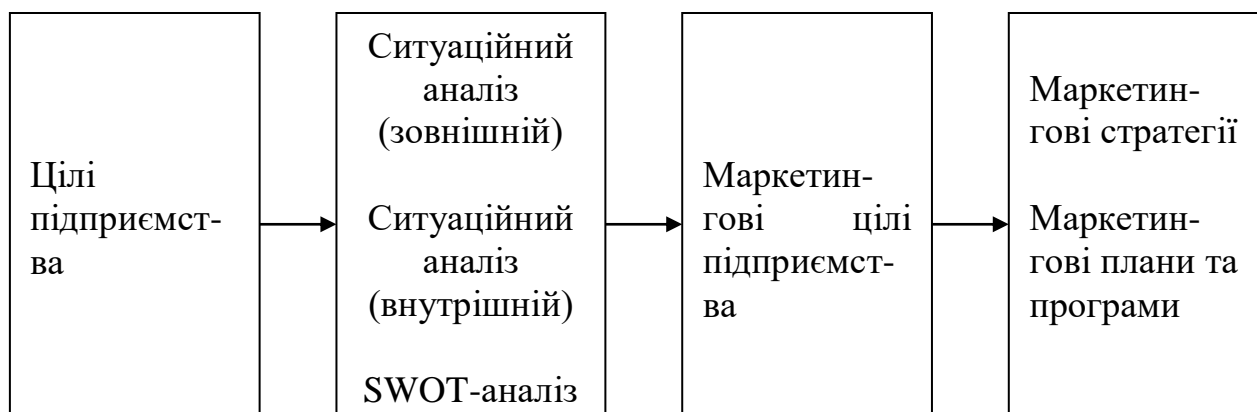 Цілі
підприємст-
ва
Ситуаційний
аналіз
(зовнішній)
Ситуаційний
аналіз
(внутрішній)
SWOT-аналіз
Маркетин-
гові цілі
підприємст-
ва
Маркетин-
гові стратегії
Маркетин-
гові плани та
програми